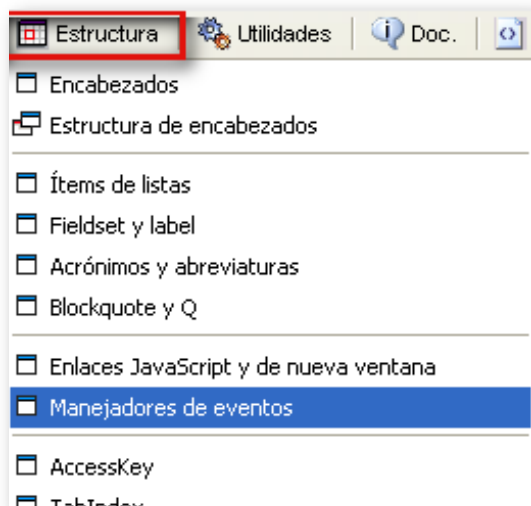 Estructura Utilidades Doc.
Encabezados
Estructura de encabezados
Ítems de listas
Fieldset y label
Acrónimos y abreviaturas
Blockquote y Q
Enlaces JavaScript y de nueva ventana
Manejadores de eventos
AccessKey
TabIndex